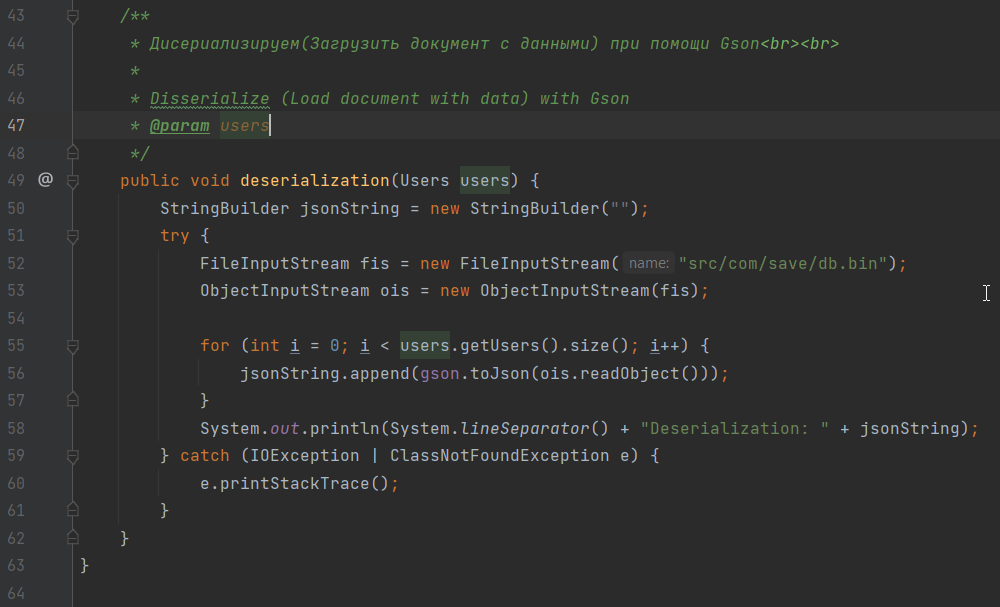 43 /**
44 * Дисериализируем(Загрузить документ с данными) при помощи Gson<br><br>
45 *
46 * Disserialize (Load document with data) with Gson
47 * @param users
48 */
49 @ public void deserialization(Users users) {
50 StringBuilder jsonString = new StringBuilder("");
51 try {
52 FileInputStream fis = new FileInputStream( name: "src/com/save/db.bin");
53 ObjectInputStream ois = new ObjectInputStream(fis);
54
55 for (int i = 0; i < users.getUsers().size(); i++) {
56 jsonString.append(gson.toJson(ois.readObject()));
57 }
58 System.out.println(System.lineSeparator() + "Deserialization: " + jsonString);
59 } catch (IOException | ClassNotFoundException e) {
60 e.printStackTrace();
61 }
62 }
63 }
64